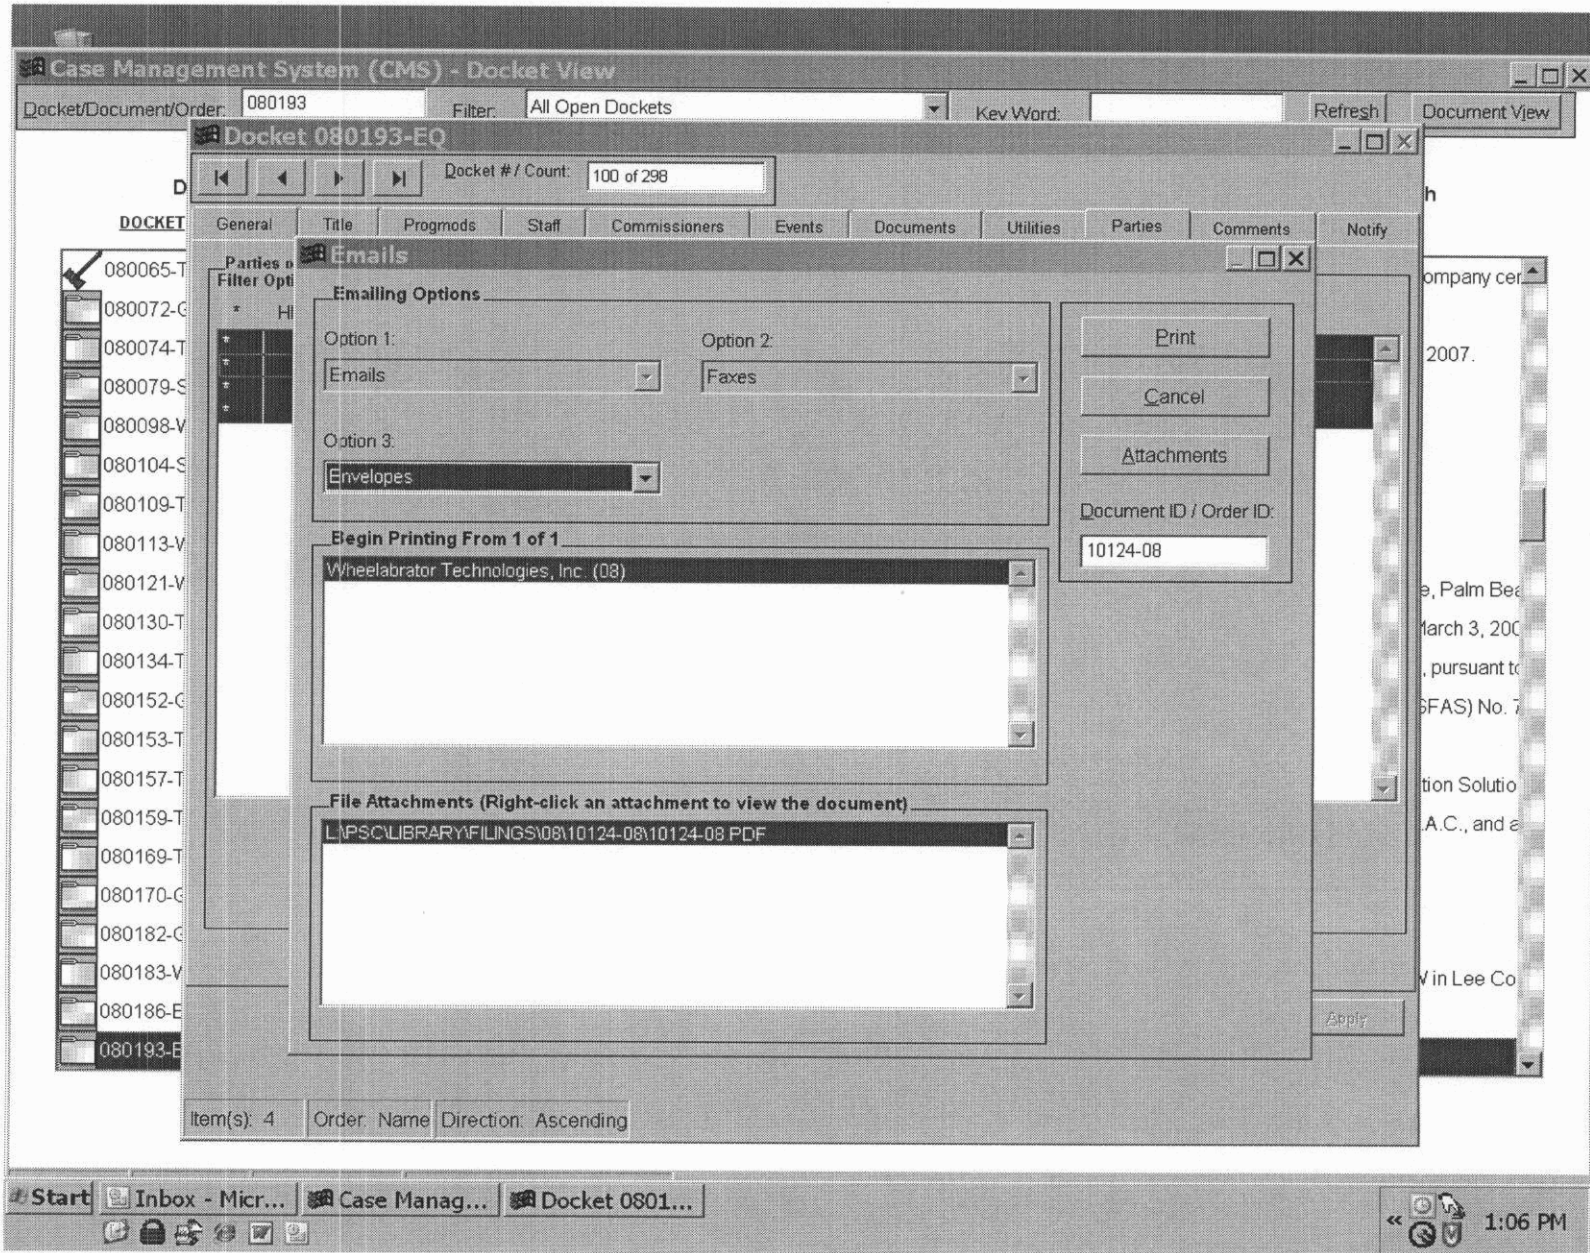 Case Management System (CMS) - Docket View
Docket/Document/Order: 080193 Filter: All Open Dockets Key Word: Refresh Document View
Docket 080193-EQ
Docket # / Count: 100 of 298
D h
DOCKET General Title Progmods Staff Commissioners Events Documents Utilities Parties Comments Notify
Parties o
Filter Opti
* HI
Emails
Emailing Options
Option 1: Option 2:
Emails Faxes
Option 3:
Envelopes
Print
Cancel
Attachments
Document ID / Order ID:
10124-08
Begin Printing From 1 of 1
Wheelabrator Technologies, Inc. (08)
File Attachments (Right-click an attachment to view the document)
L:\PSC\LIBRARY\FILINGS\08\10124-08\10124-08.PDF
080065-T ompany cer
080072-G
080074-T 2007.
080079-S
080098-W
080104-S
080109-T
080113-W
080121-W e, Palm Bea
080130-T March 3, 200
080134-T , pursuant to
080152-G SFAS) No. 7
080153-T
080157-T tion Solutio
080159-T .A.C., and a
080169-T
080170-G
080182-G
080183-W in Lee Co
080186-E Apply
080193-E
Item(s): 4 Order: Name Direction: Ascending
Start Inbox - Micr... Case Manag... Docket 0801...
« 1:06 PM